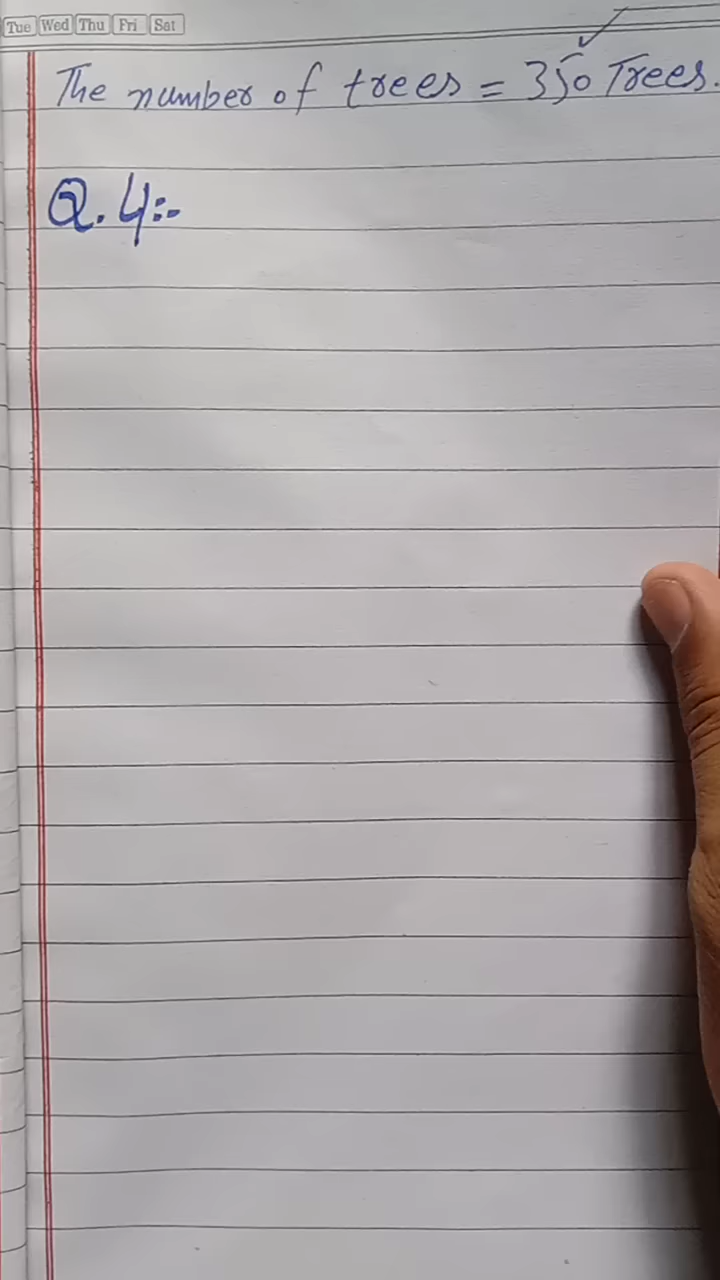 Tue Wed Thu Fri Sat
The number of trees = 350 Trees.
Q.4:-